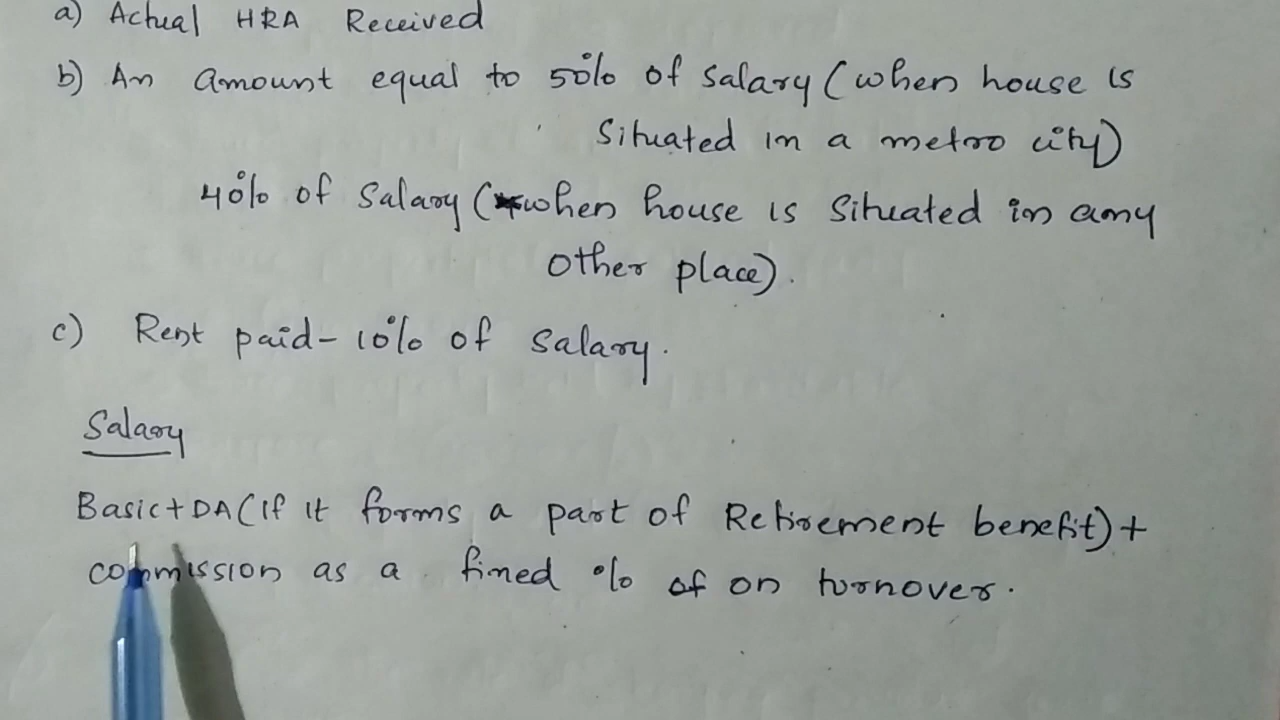 a) Actual HRA Received
b) An amount equal to 50% of salary (when house is
situated in a metro city)
40% of salary (when house is situated in any
other place).
c) Rent paid - 10% of salary.
Salary
Basic + DA (If it forms a part of Retirement benefit) +
commission as a fixed % of on turnover.